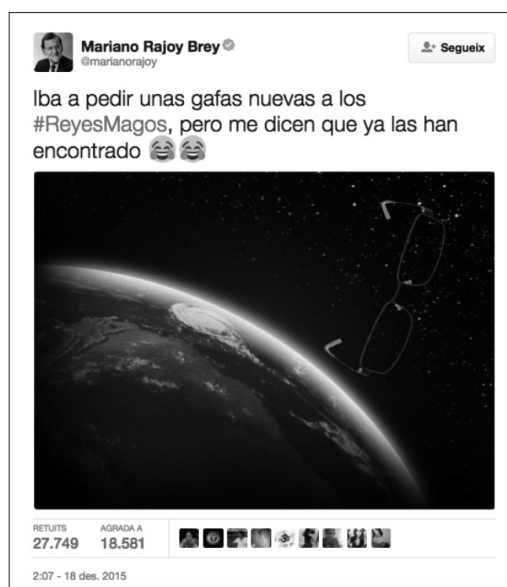 Mariano Rajoy Brey
@marianorajoy
Segueix
Iba a pedir unas gafas nuevas a los
#ReyesMagos, pero me dicen que ya las han
encontrado 🤗🤗
RETUITS
27.749
AGRADA A
18.581
2:07 - 18 des. 2015